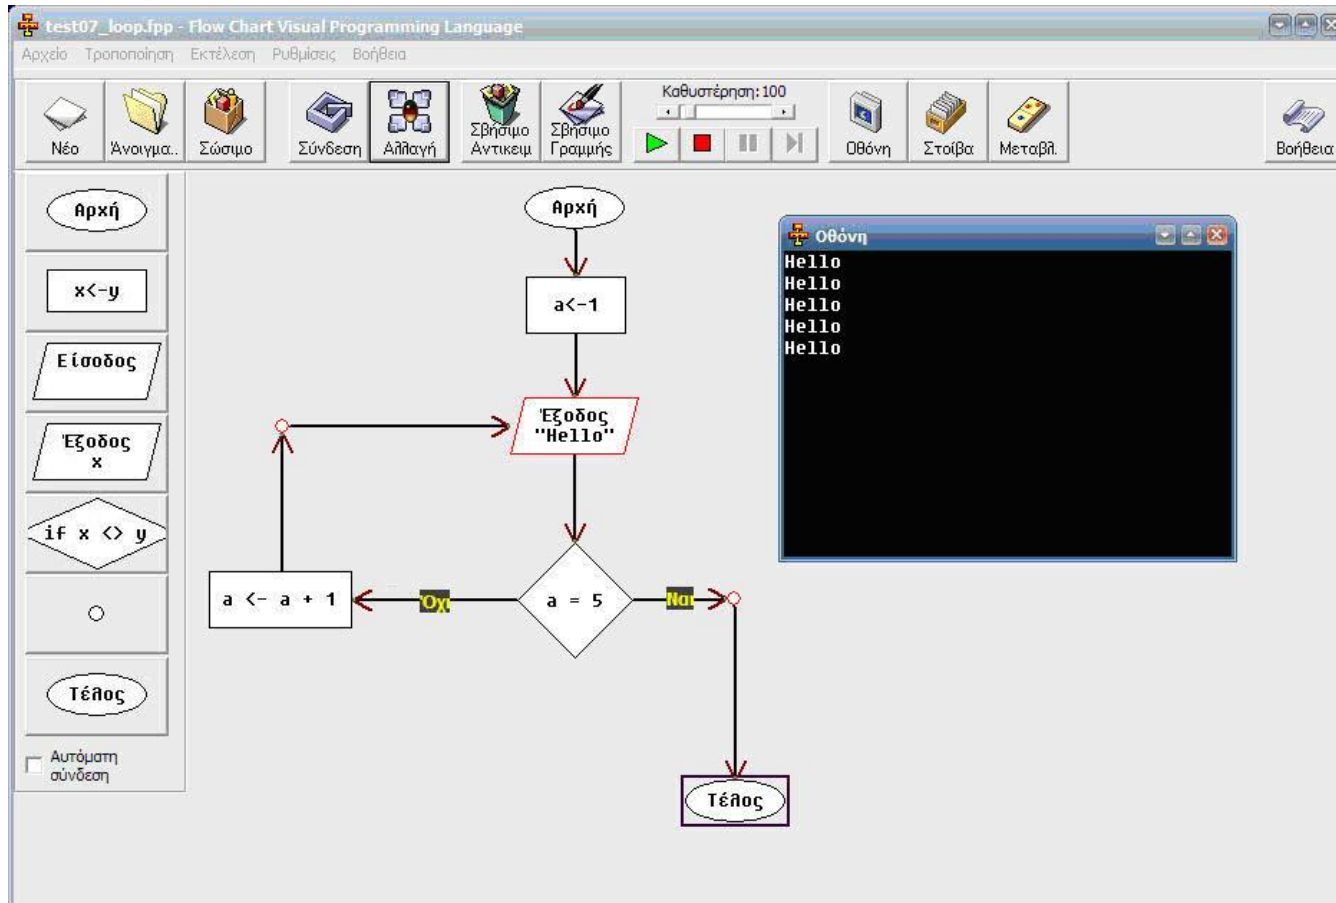 test07_loop.fpp - Flow Chart Visual Programming Language
Αρχείο Τροποποίηση Εκτέλεση Ρυθμίσεις Βοήθεια
Νέο
Άνοιγμα..
Σώσιμο
Σύνδεση
Αλλαγή
Σβήσιμο
Αντικειμ
Σβήσιμο
Γραμμής
Καθυστέρηση: 100
Οθόνη
Στοίβα
Μεταβλ.
Βοήθεια
Αρχή
x<-y
Είσοδος
Έξοδος
x
if x <> y
Τέλος
Αυτόματη
σύνδεση
Αρχή
a<-1
Έξοδος
"Hello"
a <- a + 1
Όχι
a = 5
Ναι
Τέλος
Οθόνη
Hello
Hello
Hello
Hello
Hello